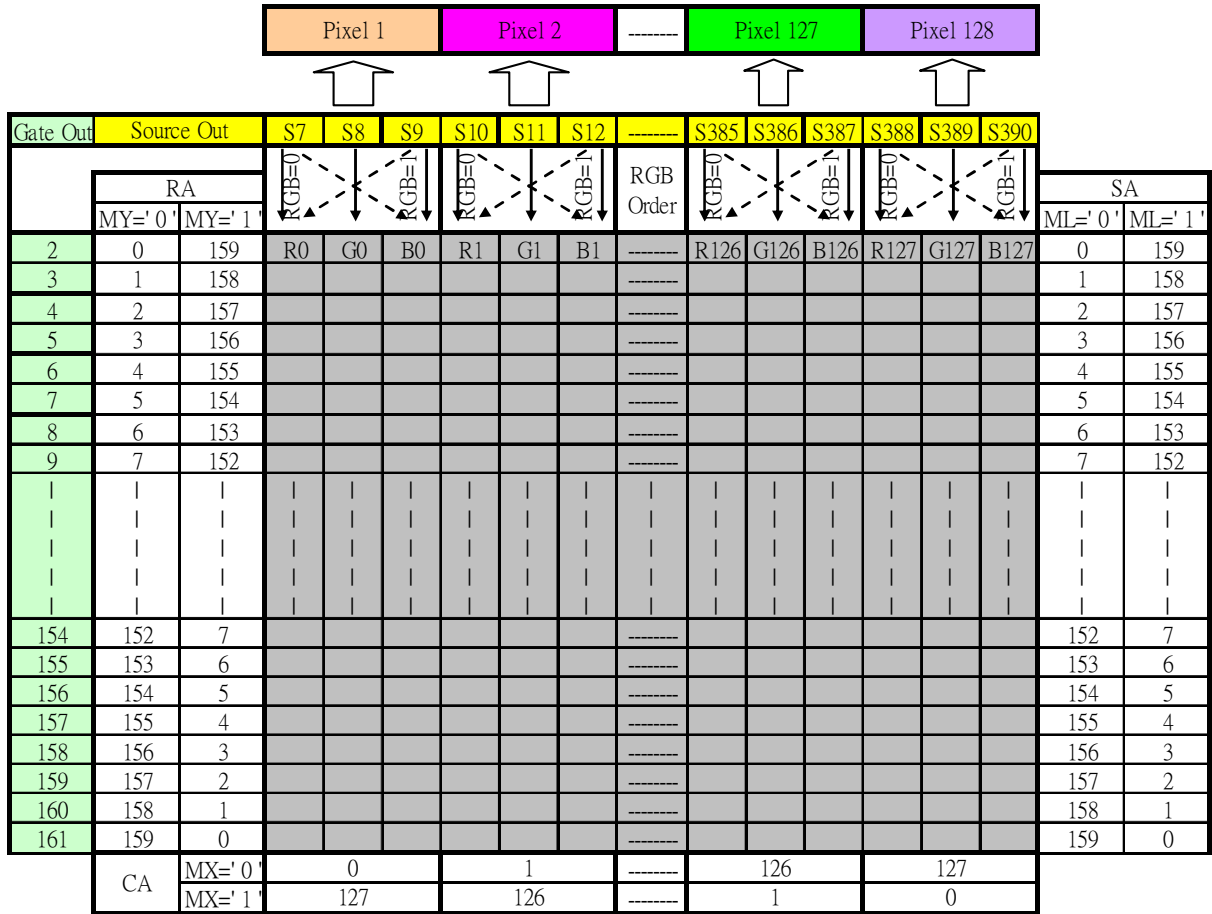 Pixel 1 Pixel 2 -------- Pixel 127 Pixel 128
Gate Out Source Out S7 S8 S9 S10 S11 S12 -------- S385 S386 S387 S388 S389 S390
RGB=0 RGB=1 RGB=0 RGB=1 RGB Order RGB=0 RGB=1 RGB=0 RGB=1
RA SA
MY=' 0 ' MY=' 1 ' ML=' 0 ' ML=' 1 '
2 0 159 R0 G0 B0 R1 G1 B1 -------- R126 G126 B126 R127 G127 B127 0 159
3 1 158 -------- 1 158
4 2 157 -------- 2 157
5 3 156 -------- 3 156
6 4 155 -------- 4 155
7 5 154 -------- 5 154
8 6 153 -------- 6 153
9 7 152 -------- 7 152
| | | | | | | | | | | | | | | | | |
| | | | | | | | | | | | | | | | | |
| | | | | | | | | | | | | | | | | |
| | | | | | | | | | | | | | | | | |
| | | | | | | | | | | | | | | | | |
154 152 7 -------- 152 7
155 153 6 -------- 153 6
156 154 5 -------- 154 5
157 155 4 -------- 155 4
158 156 3 -------- 156 3
159 157 2 -------- 157 2
160 158 1 -------- 158 1
161 159 0 -------- 159 0
CA MX=' 0 ' 0 1 -------- 126 127
MX=' 1 ' 127 126 -------- 1 0